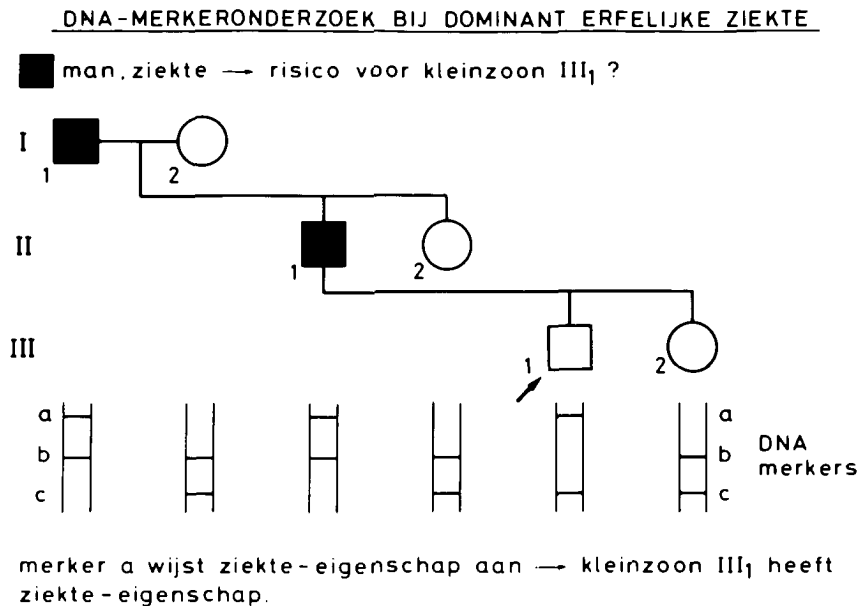 DNA-MERKERONDERZOEK BIJ DOMINANT ERFELIJKE ZIEKTE
man, ziekte → risico voor kleinzoon III₁ ?
I
1
2
II
1
2
III
1
2
a a
b b DNA
merkers
c c
merker a wijst ziekte-eigenschap aan → kleinzoon III₁ heeft
ziekte-eigenschap.